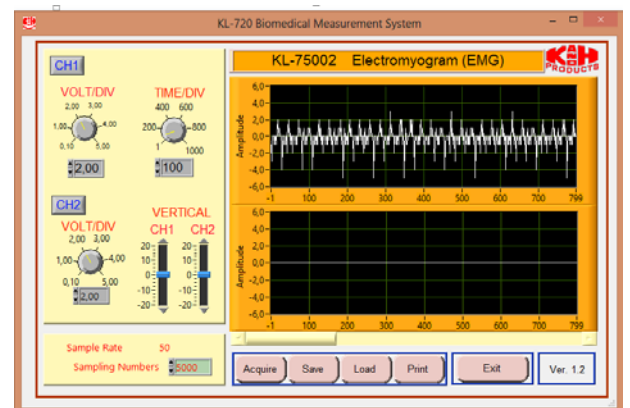 KL-720 Biomedical Measurement System
CH1
VOLT/DIV
2,00 3,00
1,00 4,00
0,10 5,00
2,00
TIME/DIV
400 600
200 800
1 1000
100
CH2
VOLT/DIV
2,00 3,00
1,00 4,00
0,10 5,00
2,00
VERTICAL
CH1 CH2
20 20
10 10
0 0
-10 -10
-20 -20
Sample Rate 50
Sampling Numbers 5000
KL-75002 Electromyogram (EMG)
K AND H
PRODUCTS
Amplitude
6,0
4,0
2,0
0,0
-2,0
-4,0
-6,0
-1 100 200 300 400 500 600 700 799
Amplitude
6,0
4,0
2,0
0,0
-2,0
-4,0
-6,0
-1 100 200 300 400 500 600 700 799
Acquire Save Load Print Exit Ver. 1.2